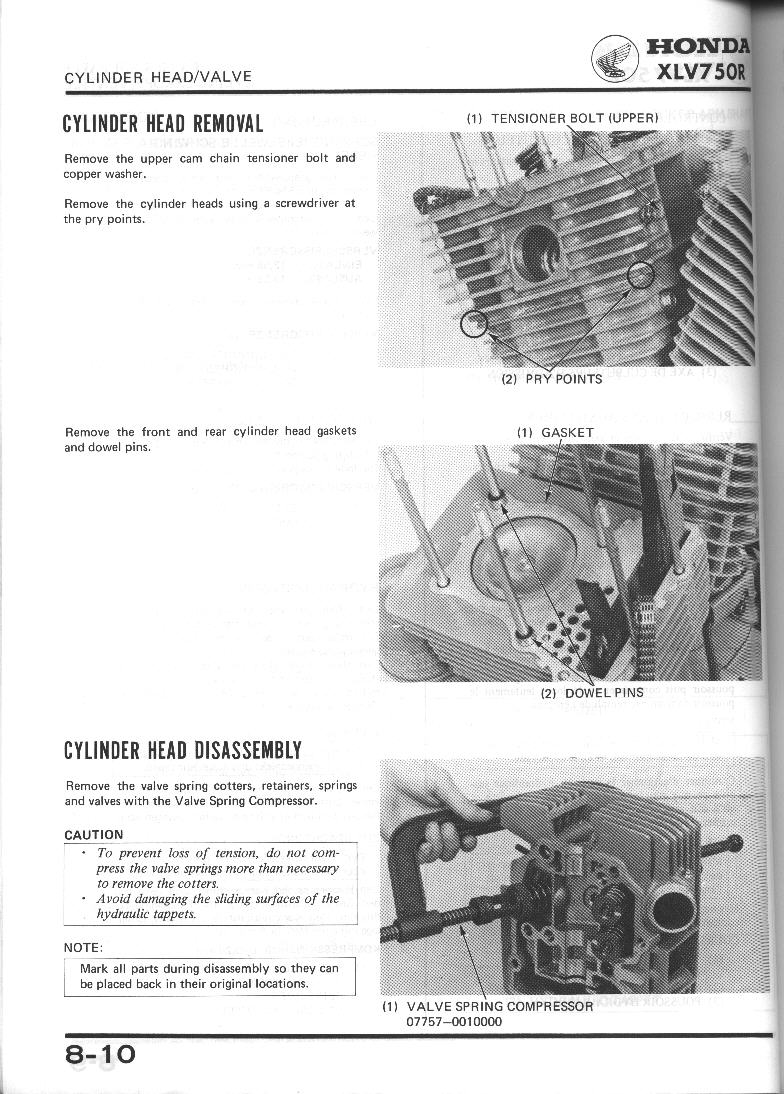 CYLINDER HEAD/VALVE
HONDA
XLV750R
CYLINDER HEAD REMOVAL
Remove the upper cam chain tensioner bolt and
copper washer.
Remove the cylinder heads using a screwdriver at
the pry points.
(1) TENSIONER BOLT (UPPER)
(2) PRY POINTS
Remove the front and rear cylinder head gaskets
and dowel pins.
(1) GASKET
(2) DOWEL PINS
CYLINDER HEAD DISASSEMBLY
Remove the valve spring cotters, retainers, springs
and valves with the Valve Spring Compressor.
CAUTION
• To prevent loss of tension, do not com-
press the valve springs more than necessary
to remove the cotters.
• Avoid damaging the sliding surfaces of the
hydraulic tappets.
NOTE:
Mark all parts during disassembly so they can
be placed back in their original locations.
(1) VALVE SPRING COMPRESSOR
07757—0010000
8-10